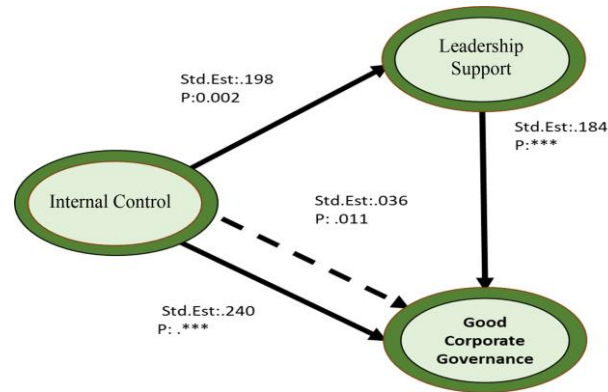 Leadership
Support
Std.Est:.198
P:0.002
Std.Est:.184
P:***
Internal Control
Std.Est:.036
P: .011
Std.Est:.240
P: .***
Good
Corporate
Governance